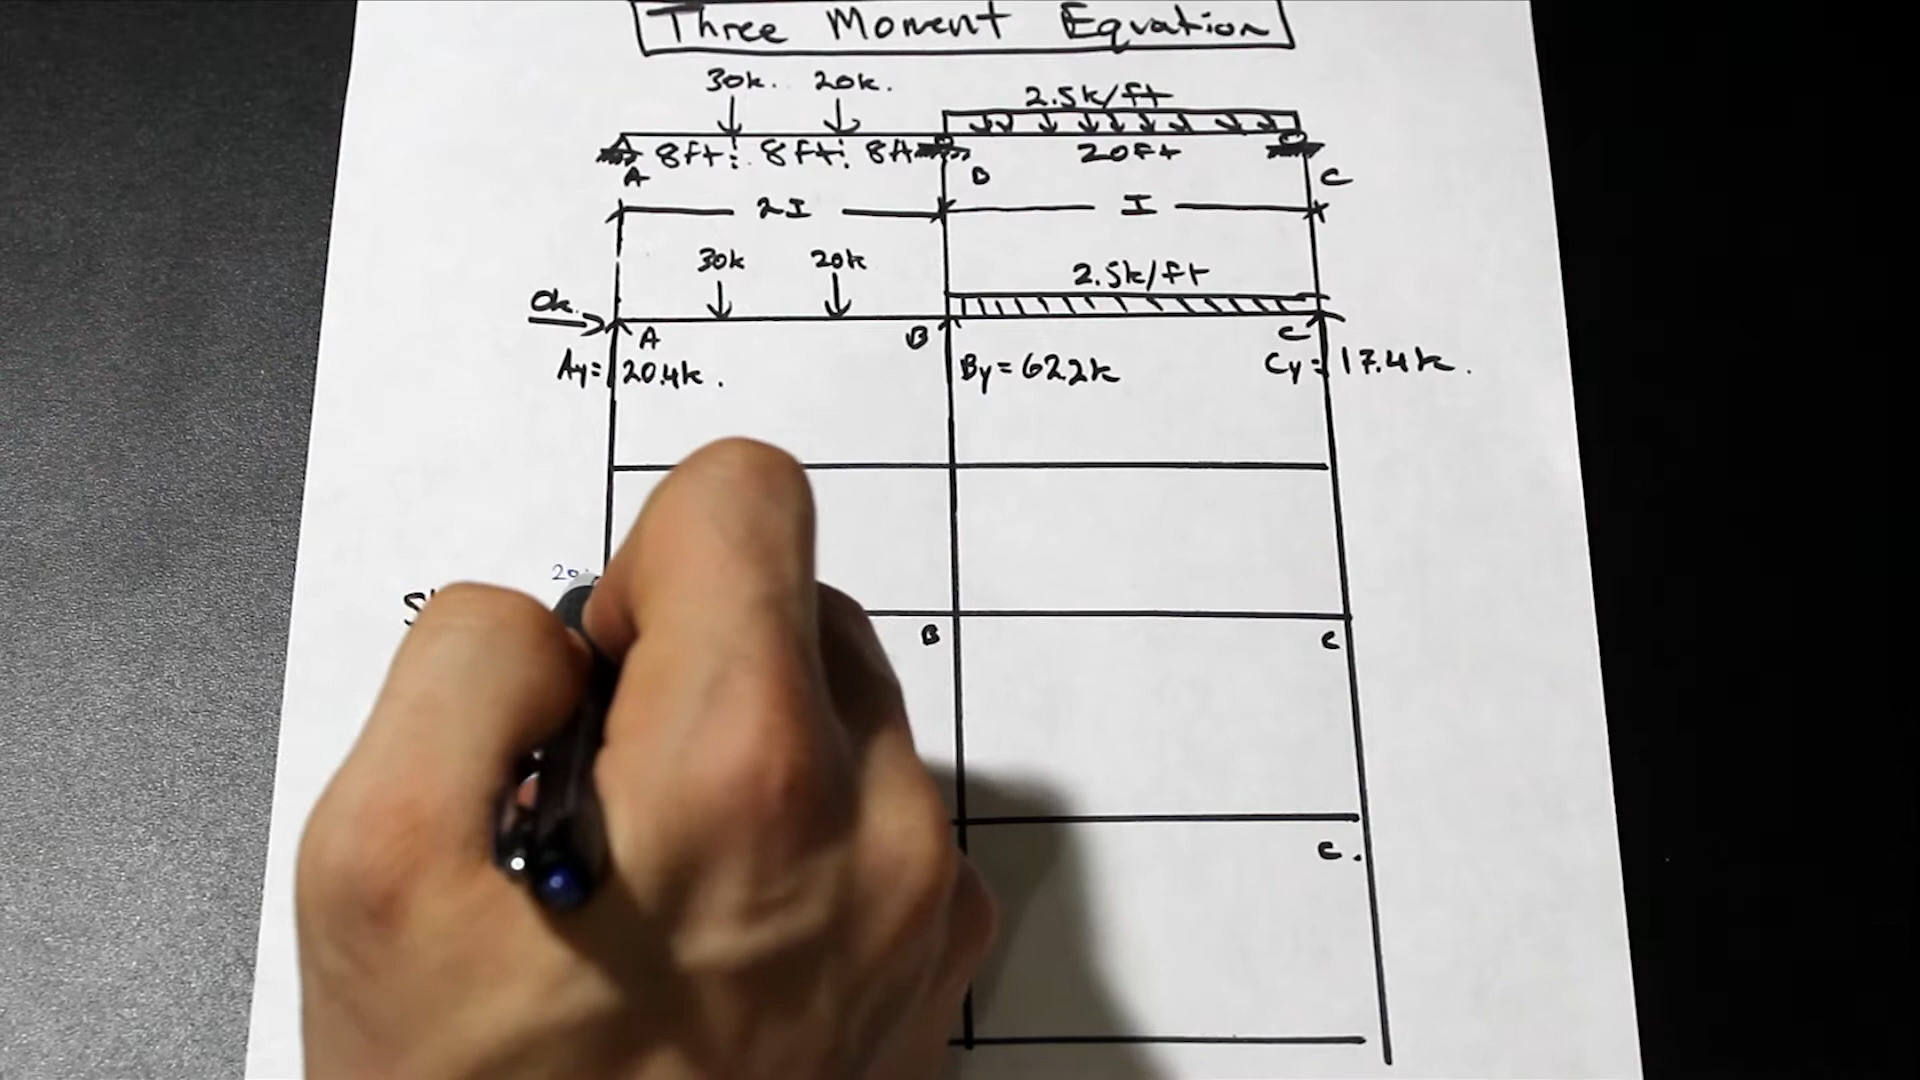 Three Moment Equation
30k. 20k.
2.5k/ft
8ft 8ft 8ft 20ft
A B C
2I I
30k 20k 2.5k/ft
0k.
A B C
Ay= 20.4k. By=62.2k Cy= 17.4k.
20
B C
C.